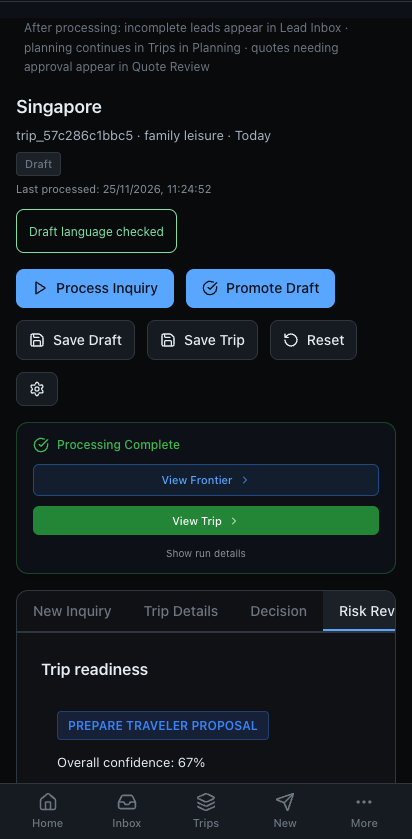 After processing: incomplete leads appear in Lead Inbox ·
planning continues in Trips in Planning · quotes needing
approval appear in Quote Review
Singapore
trip_57c286c1bbc5 · family leisure · Today
Draft
Last processed: 25/11/2026, 11:24:52
Draft language checked
Process Inquiry
Promote Draft
Save Draft
Save Trip
Reset
Processing Complete
View Frontier
View Trip
Show run details
New Inquiry
Trip Details
Decision
Risk Rev
Trip readiness
PREPARE TRAVELER PROPOSAL
Overall confidence: 67%
Home
Inbox
Trips
New
More